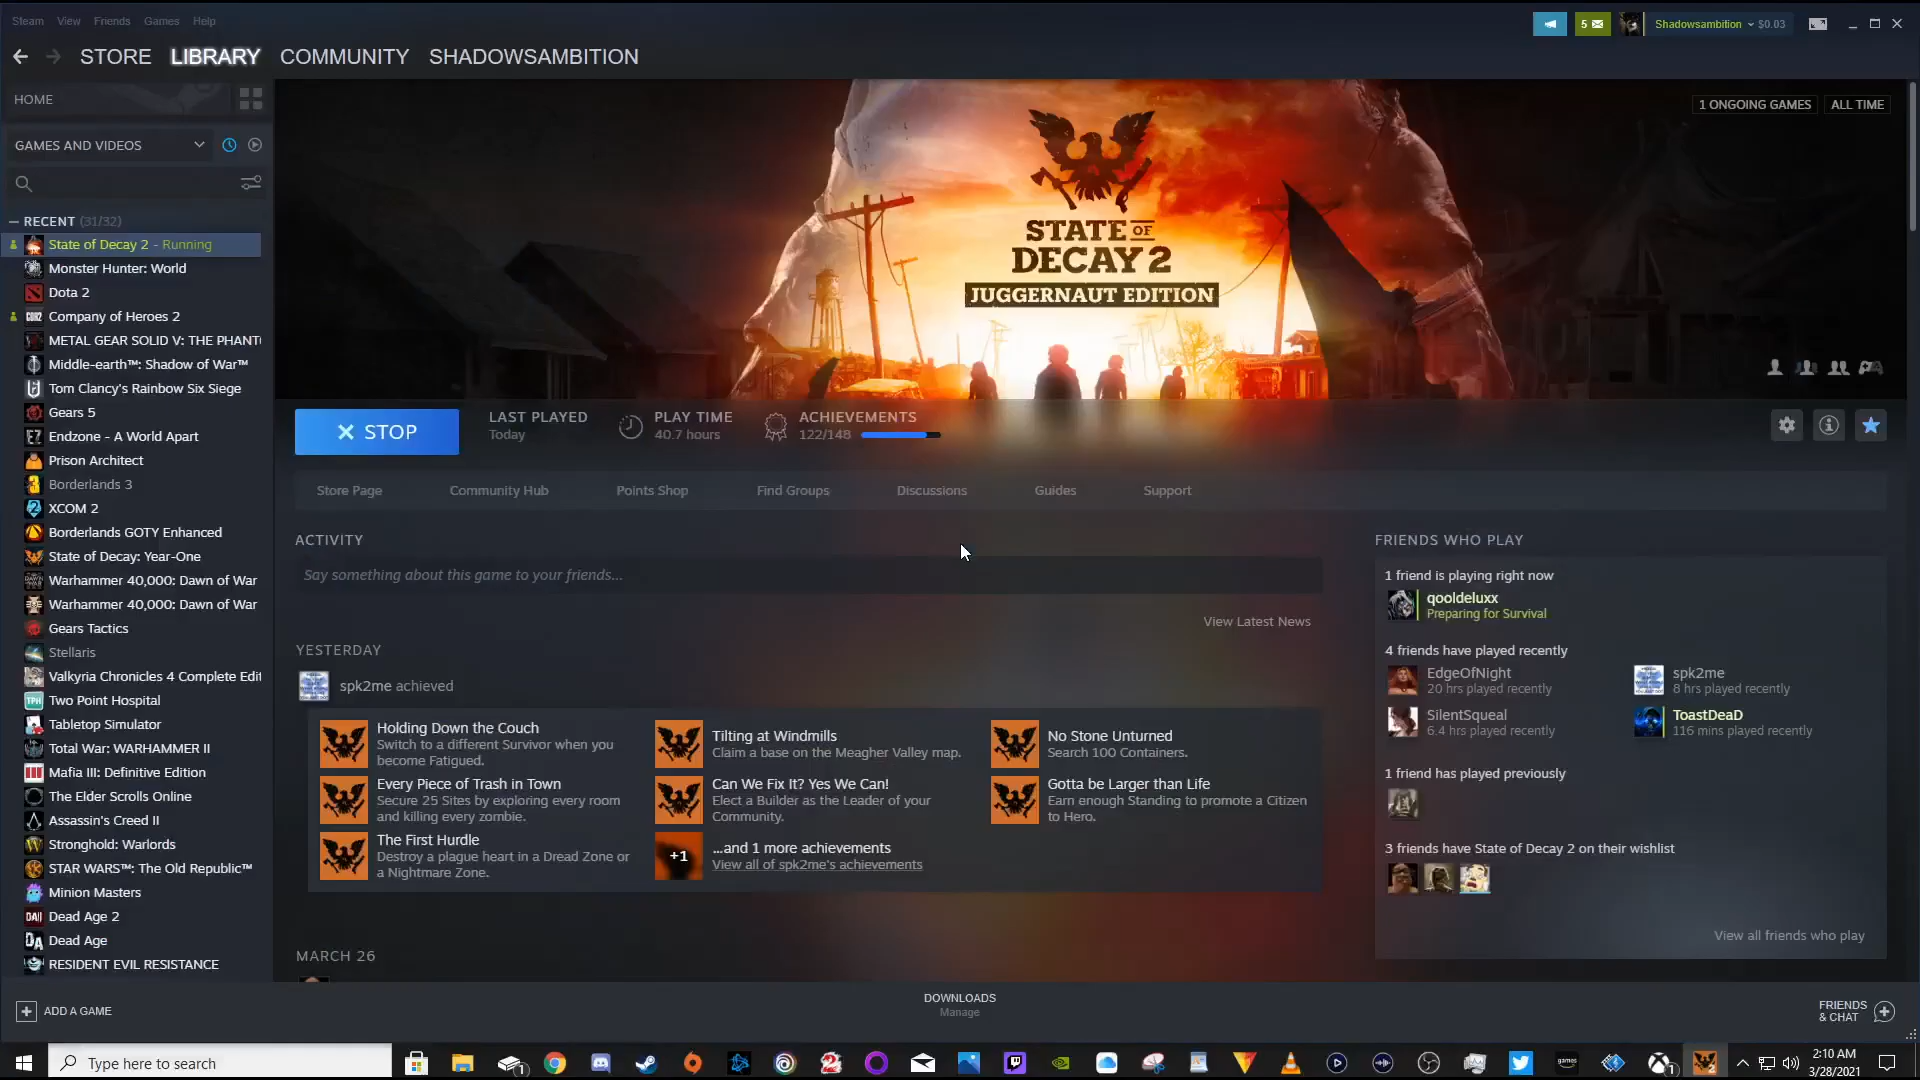 Steam View Friends Games Help
5 Shadowsambition $0.03
STORE LIBRARY COMMUNITY SHADOWSAMBITION
HOME
GAMES AND VIDEOS
RECENT (31/32)
State of Decay 2 - Running
Monster Hunter: World
Dota 2
Company of Heroes 2
METAL GEAR SOLID V: THE PHANT
Middle-earth™: Shadow of War™
Tom Clancy's Rainbow Six Siege
Gears 5
Endzone - A World Apart
Prison Architect
Borderlands 3
XCOM 2
Borderlands GOTY Enhanced
State of Decay: Year-One
Warhammer 40,000: Dawn of War
Warhammer 40,000: Dawn of War
Gears Tactics
Stellaris
Valkyria Chronicles 4 Complete Edit
Two Point Hospital
Tabletop Simulator
Total War: WARHAMMER II
Mafia III: Definitive Edition
The Elder Scrolls Online
Assassin's Creed II
Stronghold: Warlords
STAR WARS™: The Old Republic™
Minion Masters
Dead Age 2
Dead Age
RESIDENT EVIL RESISTANCE
ADD A GAME
1 ONGOING GAMES ALL TIME
STATE OF
DECAY 2
JUGGERNAUT EDITION
STOP
LAST PLAYED
Today
PLAY TIME
40.7 hours
ACHIEVEMENTS
122/148
Store Page Community Hub Points Shop Find Groups Discussions Guides Support
ACTIVITY
Say something about this game to your friends...
View Latest News
YESTERDAY
spk2me achieved
Holding Down the Couch
Switch to a different Survivor when you
become Fatigued.
Tilting at Windmills
Claim a base on the Meagher Valley map.
No Stone Unturned
Search 100 Containers.
Every Piece of Trash in Town
Secure 25 Sites by exploring every room
and killing every zombie.
Can We Fix It? Yes We Can!
Elect a Builder as the Leader of your
Community.
Gotta be Larger than Life
Earn enough Standing to promote a Citizen
to Hero.
The First Hurdle
Destroy a plague heart in a Dread Zone or
a Nightmare Zone.
+1
...and 1 more achievements
View all of spk2me's achievements
MARCH 26
FRIENDS WHO PLAY
1 friend is playing right now
qooldeluxx
Preparing for Survival
4 friends have played recently
EdgeOfNight
20 hrs played recently
spk2me
8 hrs played recently
SilentSqueal
6.4 hrs played recently
ToastDeaD
116 mins played recently
1 friend has played previously
3 friends have State of Decay 2 on their wishlist
View all friends who play
DOWNLOADS
Manage
FRIENDS
& CHAT
Type here to search
2:10 AM
3/28/2021